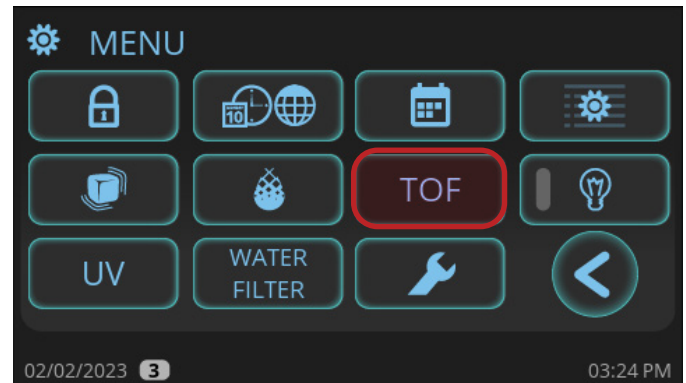 MENU
10
TOF
UV
WATER
FILTER
02/02/2023 3
03:24 PM